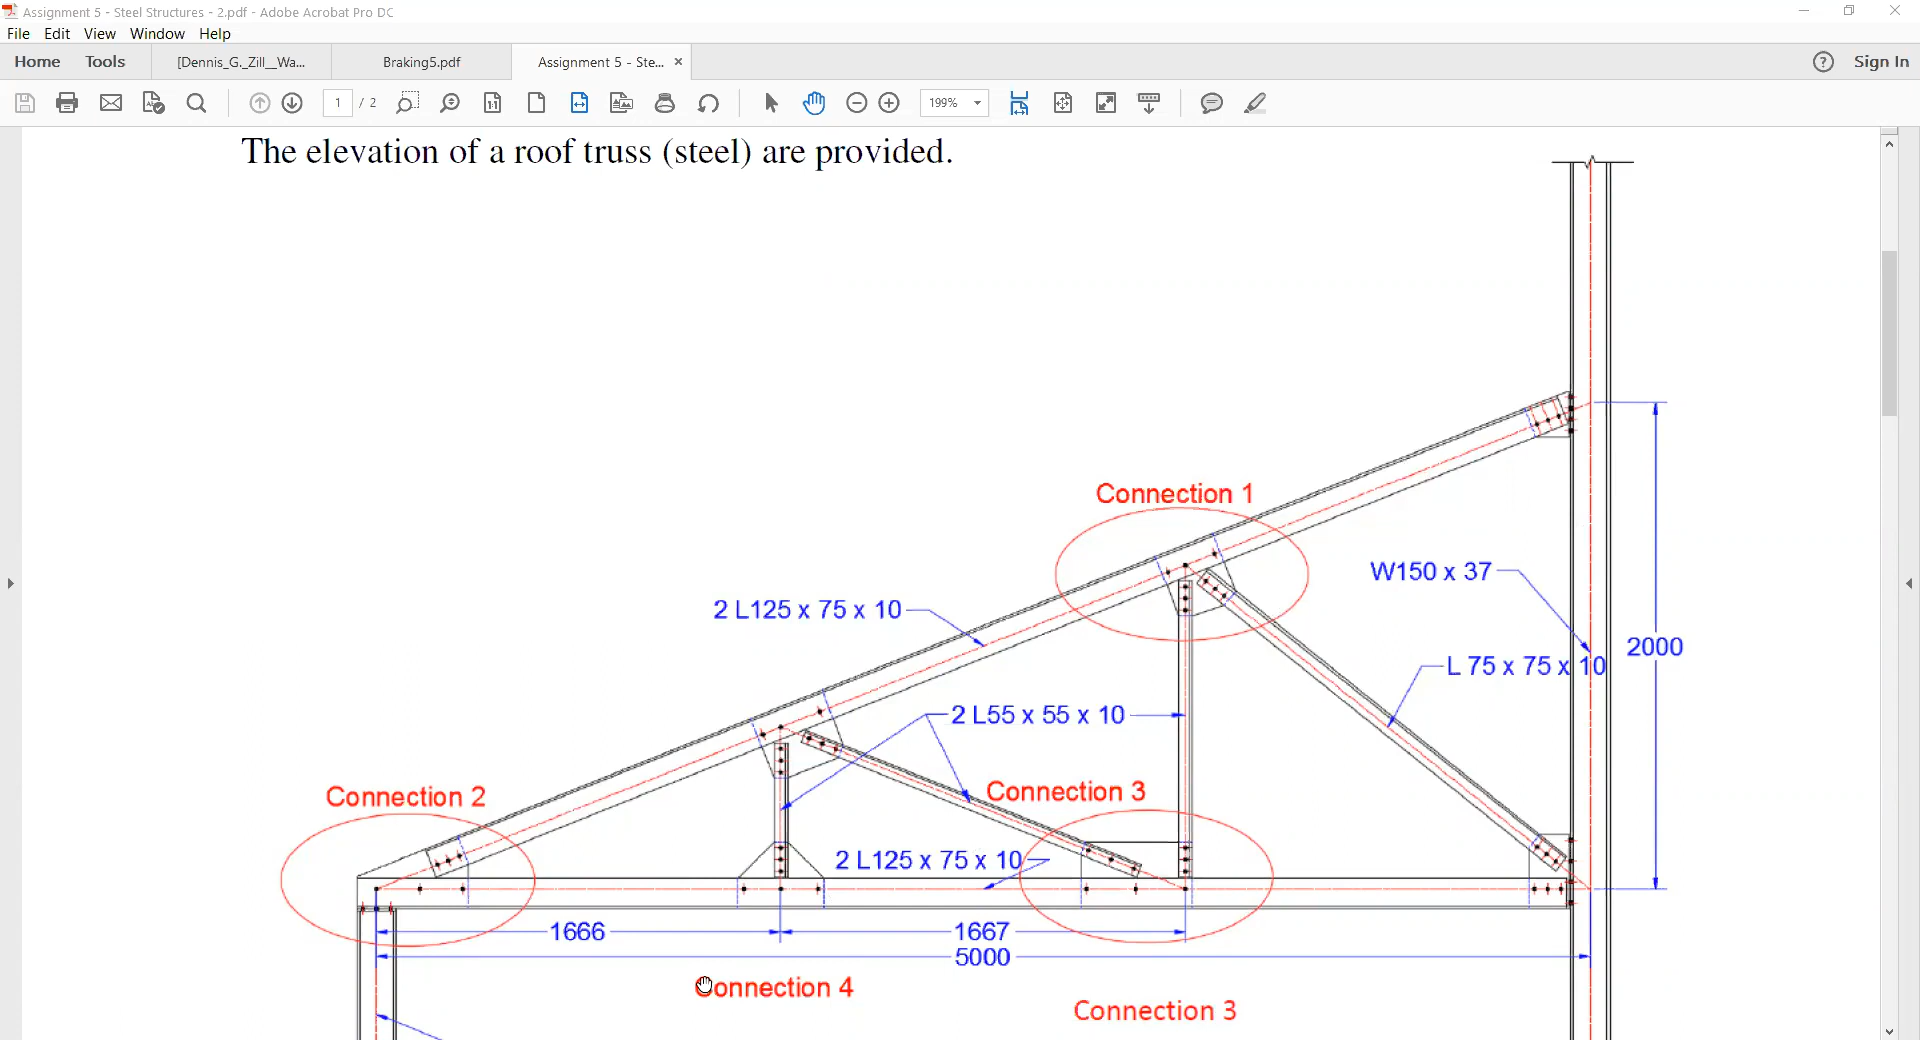 Assignment 5 - Steel Structures - 2.pdf - Adobe Acrobat Pro DC
File Edit View Window Help
Home Tools [Dennis_G._Zill__Wa... Braking5.pdf Assignment 5 - Ste... × ? Sign In
1 / 2 199%
The elevation of a roof truss (steel) are provided.
Connection 1
W150 x 37
2 L125 x 75 x 10
2000
L 75 x 75 x 10
2 L55 x 55 x 10
Connection 2
Connection 3
2 L125 x 75 x 10
1666
1667
5000
Connection 4
Connection 3